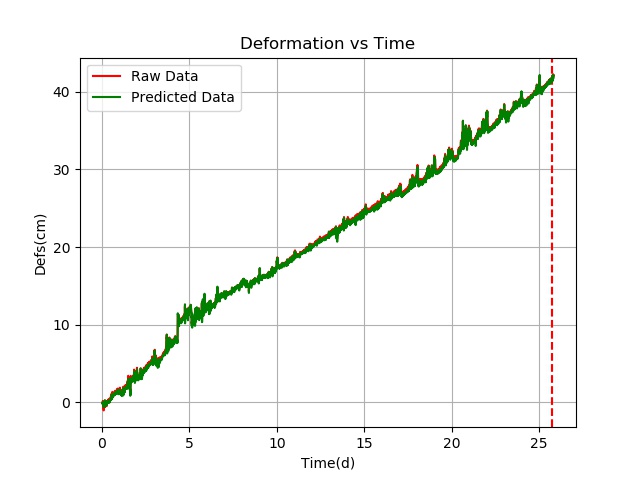 Deformation vs Time
Raw Data
Predicted Data
Defs(cm)
40
30
20
10
0
0 5 10 15 20 25
Time(d)